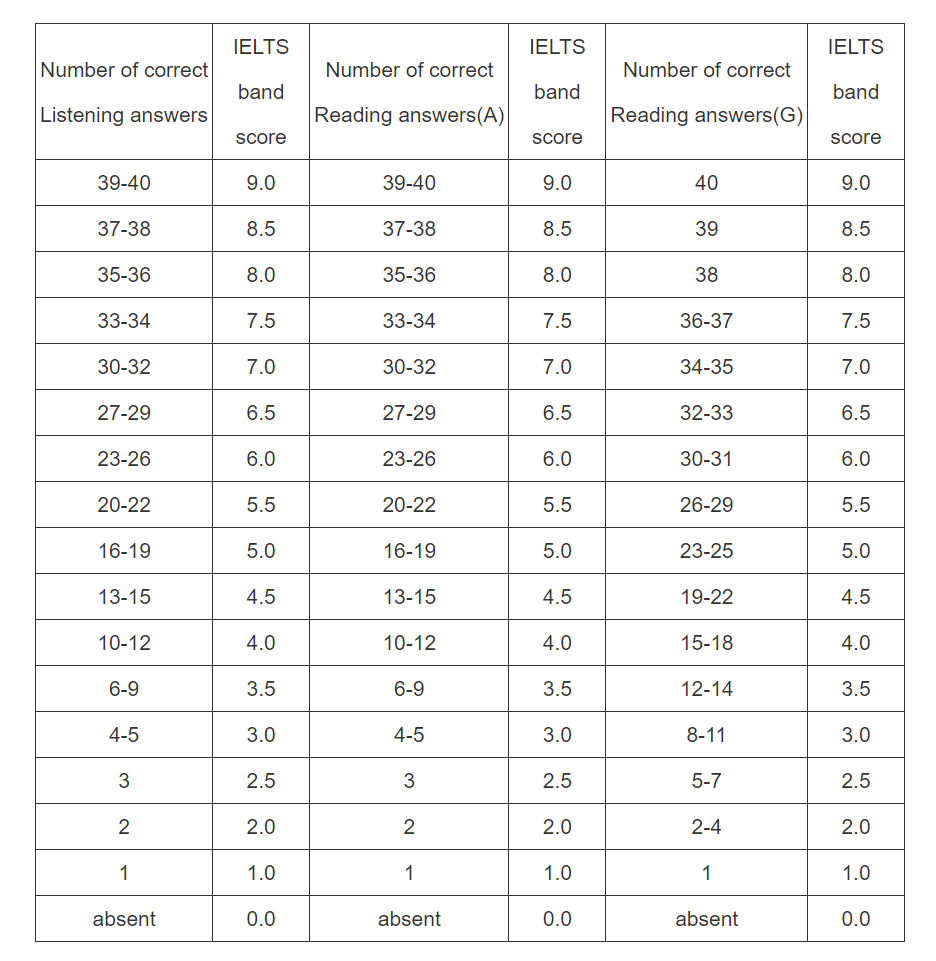 Number of correct Listening answers IELTS band score Number of correct Reading answers(A) IELTS band score Number of correct Reading answers(G) IELTS band score
39-40 9.0 39-40 9.0 40 9.0
37-38 8.5 37-38 8.5 39 8.5
35-36 8.0 35-36 8.0 38 8.0
33-34 7.5 33-34 7.5 36-37 7.5
30-32 7.0 30-32 7.0 34-35 7.0
27-29 6.5 27-29 6.5 32-33 6.5
23-26 6.0 23-26 6.0 30-31 6.0
20-22 5.5 20-22 5.5 26-29 5.5
16-19 5.0 16-19 5.0 23-25 5.0
13-15 4.5 13-15 4.5 19-22 4.5
10-12 4.0 10-12 4.0 15-18 4.0
6-9 3.5 6-9 3.5 12-14 3.5
4-5 3.0 4-5 3.0 8-11 3.0
3 2.5 3 2.5 5-7 2.5
2 2.0 2 2.0 2-4 2.0
1 1.0 1 1.0 1 1.0
absent 0.0 absent 0.0 absent 0.0